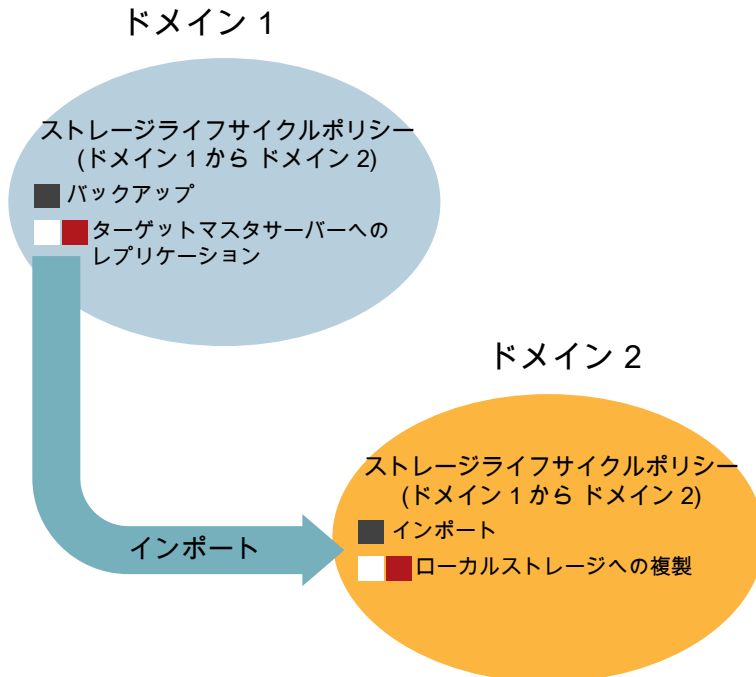 ドメイン 1
ストレージライフサイクルポリシー
(ドメイン 1 から ドメイン 2)
バックアップ
ターゲットマスタサーバーへの
レプリケーション
ドメイン 2
ストレージライフサイクルポリシー
(ドメイン 1 から ドメイン 2)
インポート
ローカルストレージへの複製
インポート